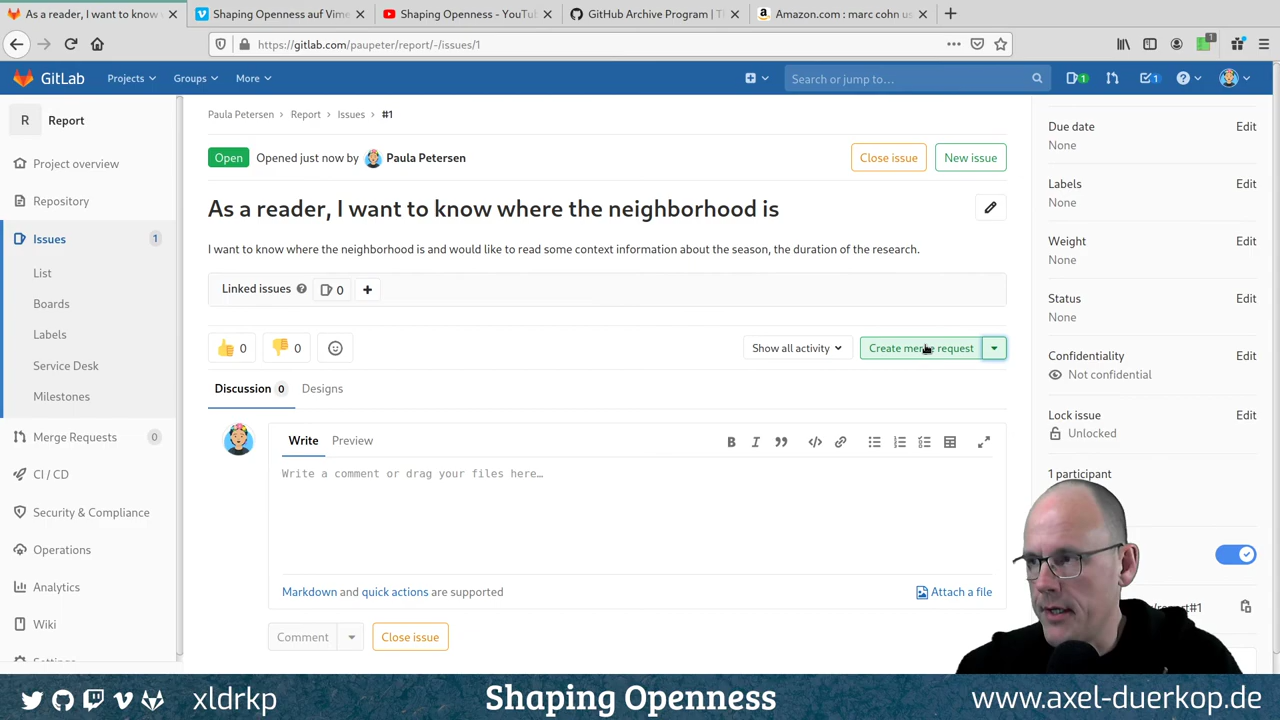 As a reader, I want to know
Shaping Openness auf Vime
Shaping Openness - YouTu
GitHub Archive Program | T
Amazon.com : marc cohn us
https://gitlab.com/paupeter/report/-/issues/1
1
GitLab
Projects
Groups
More
Search or jump to…
1
1
R
Report
Project overview
Repository
Issues
1
List
Boards
Labels
Service Desk
Milestones
Merge Requests
0
CI / CD
Security & Compliance
Operations
Analytics
Wiki
Settings
Paula Petersen > Report > Issues > #1
Open
Opened just now by
Paula Petersen
Close issue
New issue
As a reader, I want to know where the neighborhood is
I want to know where the neighborhood is and would like to read some context information about the season, the duration of the research.
Linked issues
0
0
0
Show all activity
Create merge request
Discussion 0
Designs
Write
Preview
Write a comment or drag your files here…
Markdown and quick actions are supported
Attach a file
Comment
Close issue
Due date
Edit
None
Labels
Edit
None
Weight
Edit
None
Status
Edit
None
Confidentiality
Edit
Not confidential
Lock issue
Edit
Unlocked
1 participant
xldrkp
Shaping Openness
www.axel-duerkop.de